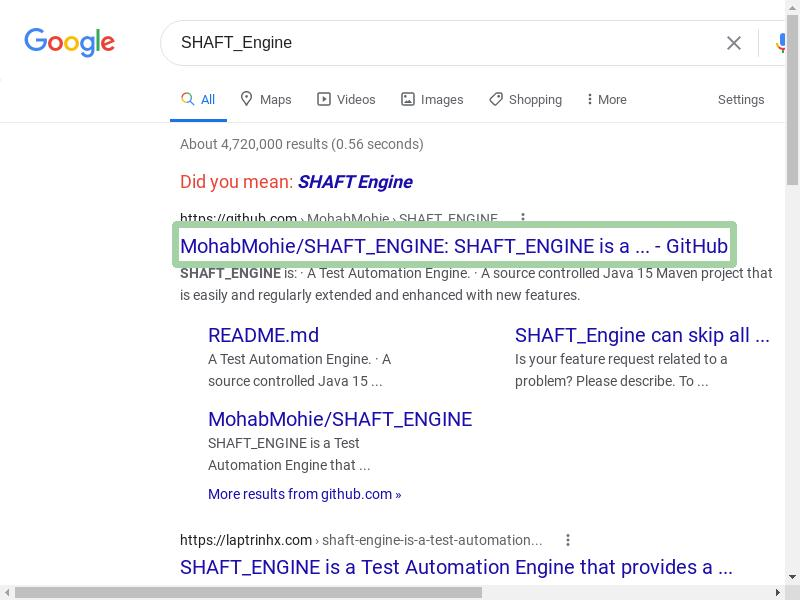 Google
SHAFT_Engine
All Maps Videos Images Shopping More Settings
About 4,720,000 results (0.56 seconds)
Did you mean: SHAFT Engine
https://github.com › MohabMohie › SHAFT_ENGINE
MohabMohie/SHAFT_ENGINE: SHAFT_ENGINE is a ... - GitHub
SHAFT_ENGINE is: · A Test Automation Engine. · A source controlled Java 15 Maven project that
is easily and regularly extended and enhanced with new features.
README.md
A Test Automation Engine. · A
source controlled Java 15 ...
SHAFT_Engine can skip all ...
Is your feature request related to a
problem? Please describe. To ...
MohabMohie/SHAFT_ENGINE
SHAFT_ENGINE is a Test
Automation Engine that ...
More results from github.com »
https://laptrinhx.com › shaft-engine-is-a-test-automation...
SHAFT_ENGINE is a Test Automation Engine that provides a ...